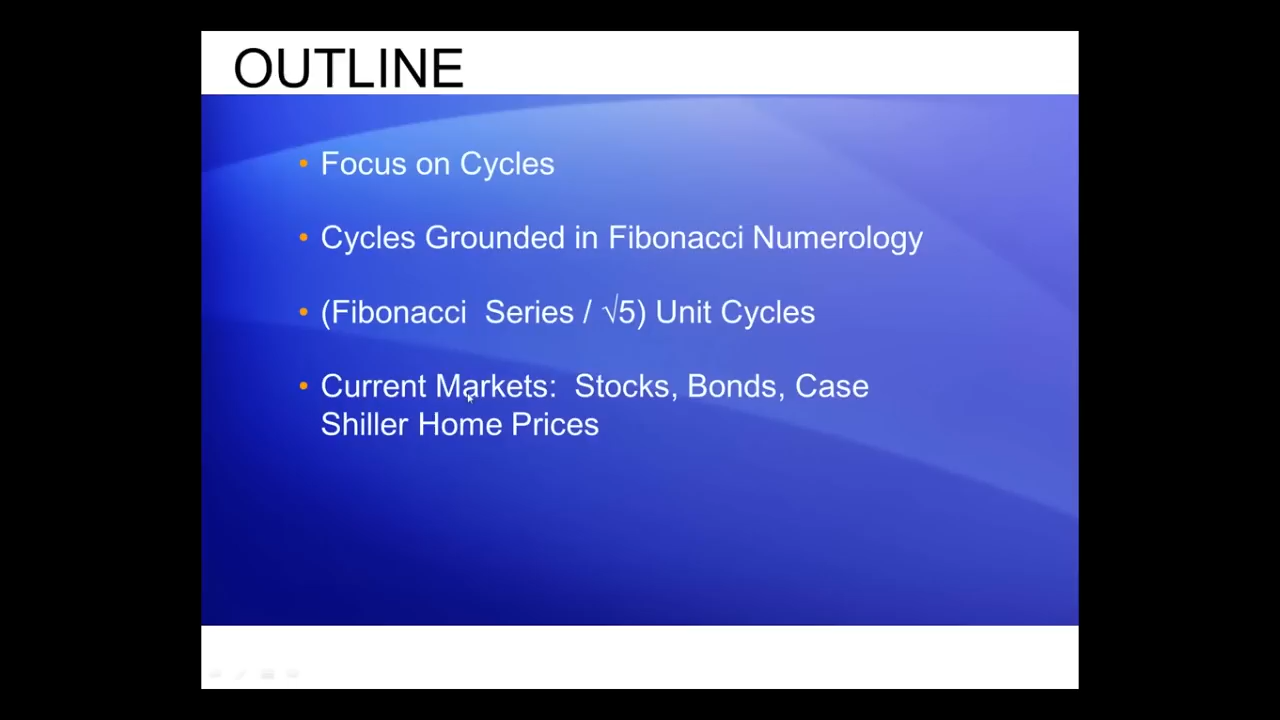 OUTLINE
• Focus on Cycles
• Cycles Grounded in Fibonacci Numerology
• (Fibonacci  Series / √5) Unit Cycles
• Current Markets:  Stocks, Bonds, Case
Shiller Home Prices